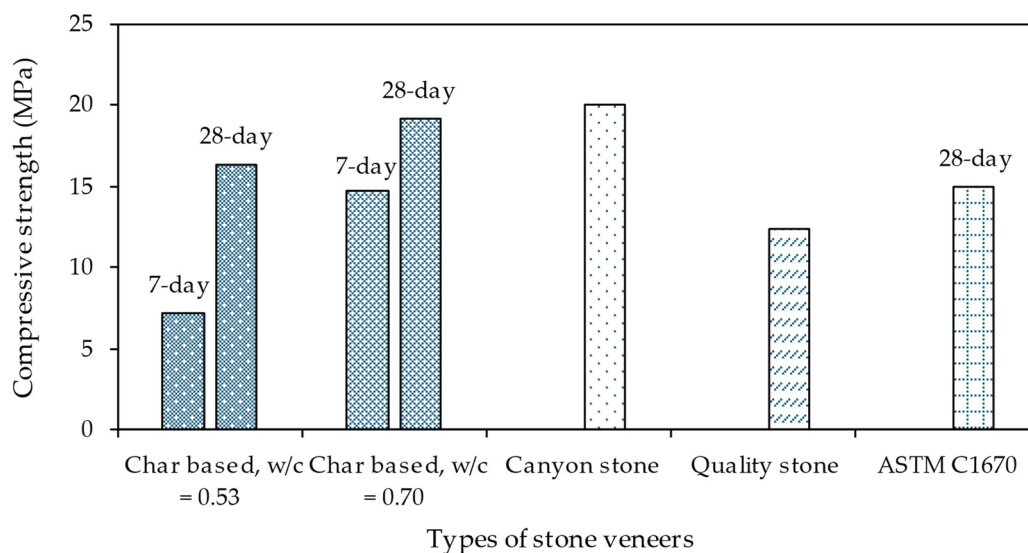 25
20
15
10
5
0
Compressive strength (MPa)
7-day
28-day
7-day
28-day
28-day
Char based, w/c
= 0.53
Char based, w/c
= 0.70
Canyon stone
Quality stone
ASTM C1670
Types of stone veneers